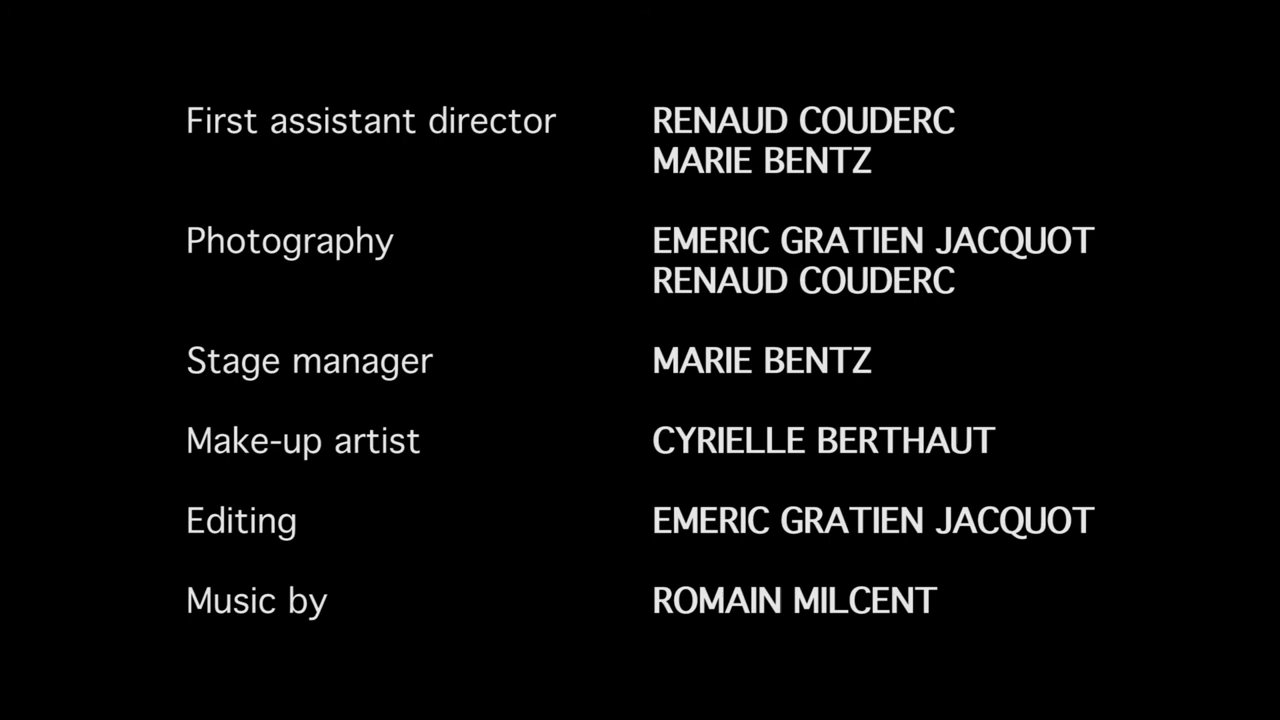 First assistant director RENAUD COUDERC
MARIE BENTZ
Photography EMERIC GRATIEN JACQUOT
RENAUD COUDERC
Stage manager MARIE BENTZ
Make-up artist CYRIELLE BERTHAUT
Editing EMERIC GRATIEN JACQUOT
Music by ROMAIN MILCENT